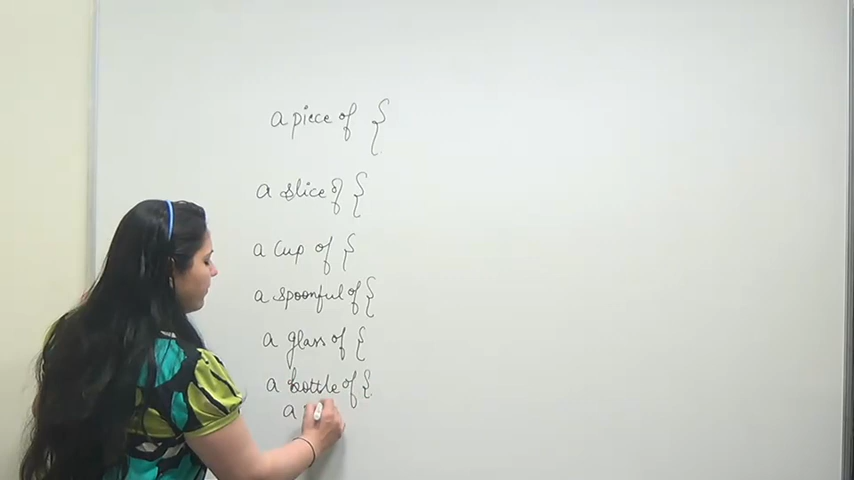 a piece of {
a slice of {
a cup of {
a spoonful of {
a glass of {
a bottle of {
a